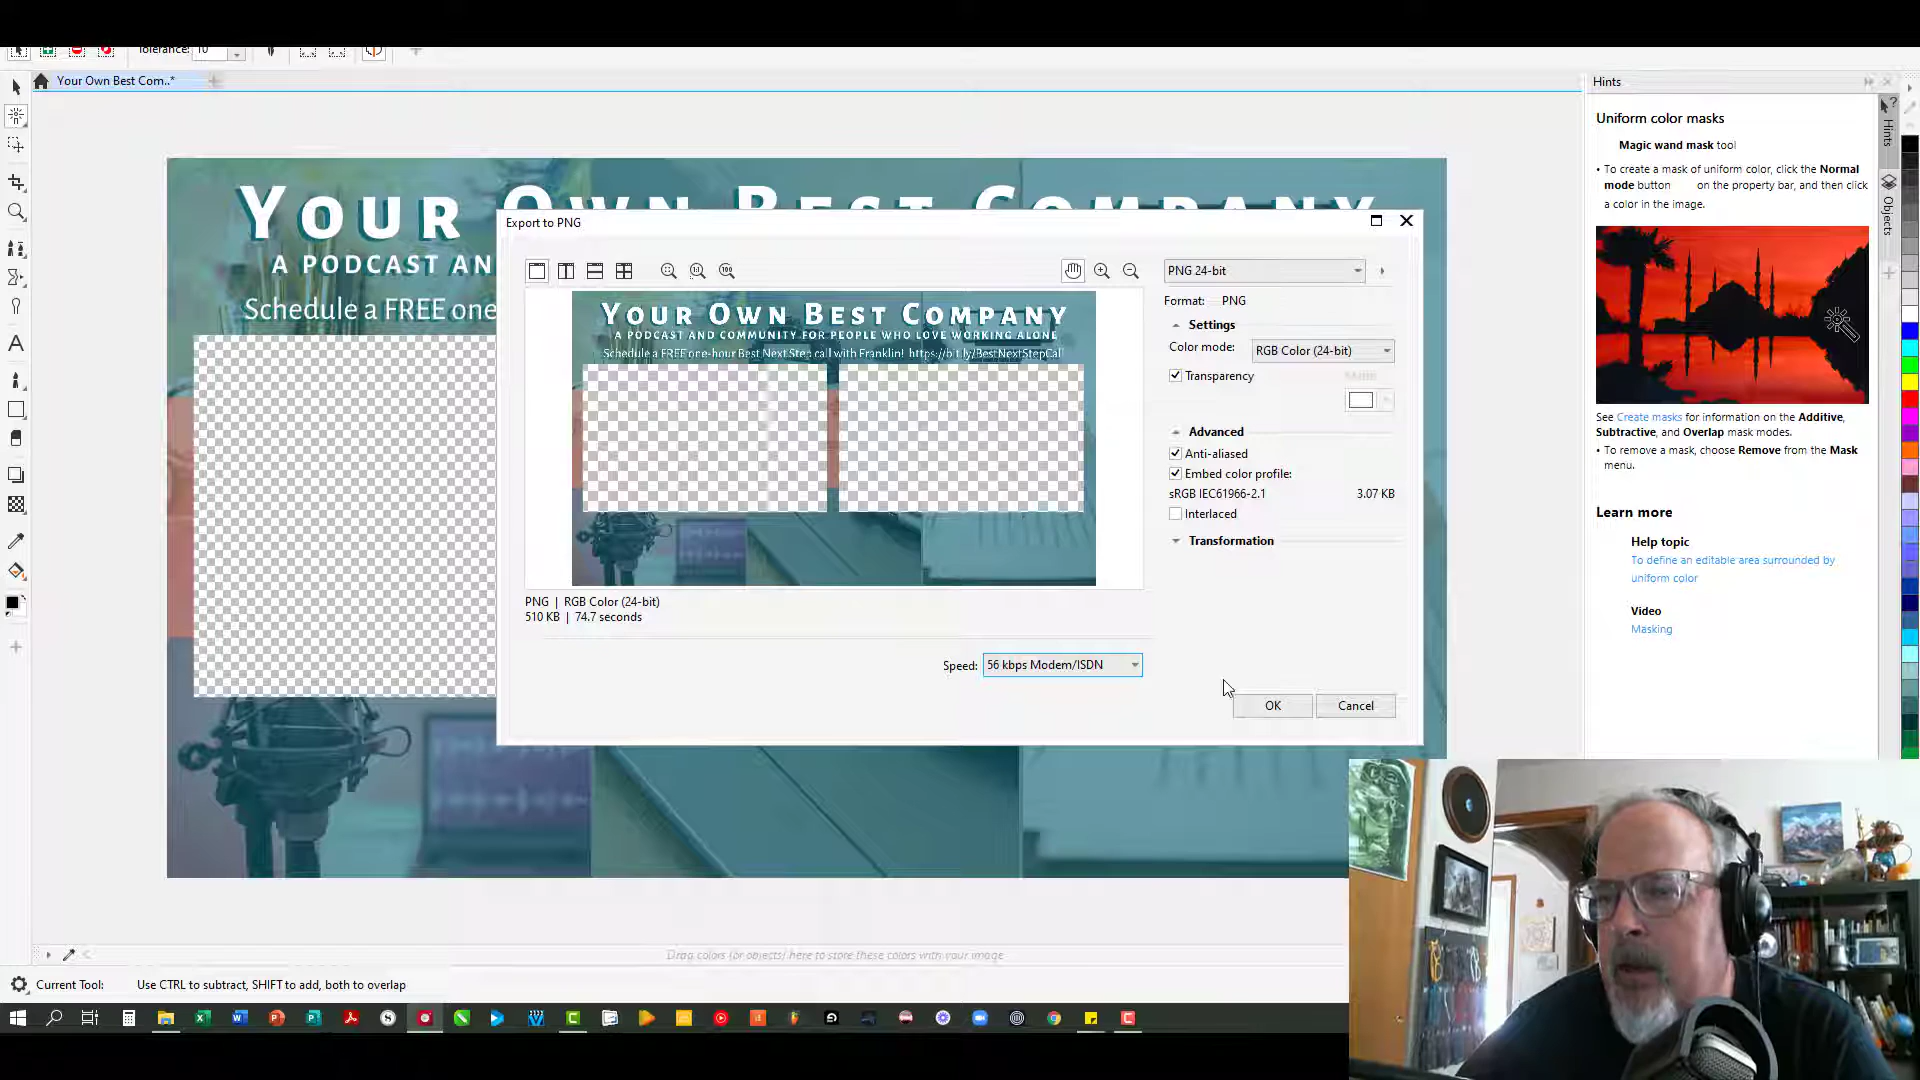 Tolerance: 10
Your Own Best Com..*
Hints
YOUR OWN BEST COMPANY
A PODCAST AN
Schedule a FREE one
Export to PNG
YOUR OWN BEST COMPANY
A PODCAST AND COMMUNITY FOR PEOPLE WHO LOVE WORKING ALONE
Schedule a FREE one-hour Best Next Step call with Franklin! https://bit.ly/BestNextStepCall
PNG | RGB Color (24-bit)
510 KB | 74.7 seconds
Speed: 56 kbps Modem/ISDN
PNG 24-bit
Format: PNG
Settings
Color mode: RGB Color (24-bit)
Transparency
Matte:
Advanced
Anti-aliased
Embed color profile:
sRGB IEC61966-2.1 3.07 KB
Interlaced
Transformation
OK Cancel
Uniform color masks
Magic wand mask tool
• To create a mask of uniform color, click the Normal
mode button on the property bar, and then click
a color in the image.
See Create masks for information on the Additive,
Subtractive, and Overlap mask modes.
• To remove a mask, choose Remove from the Mask
menu.
Learn more
Help topic
To define an editable area surrounded by
uniform color
Video
Masking
Hints
Objects
Drag colors (or objects) here to store these colors with your image
Current Tool: Use CTRL to subtract, SHIFT to add, both to overlap